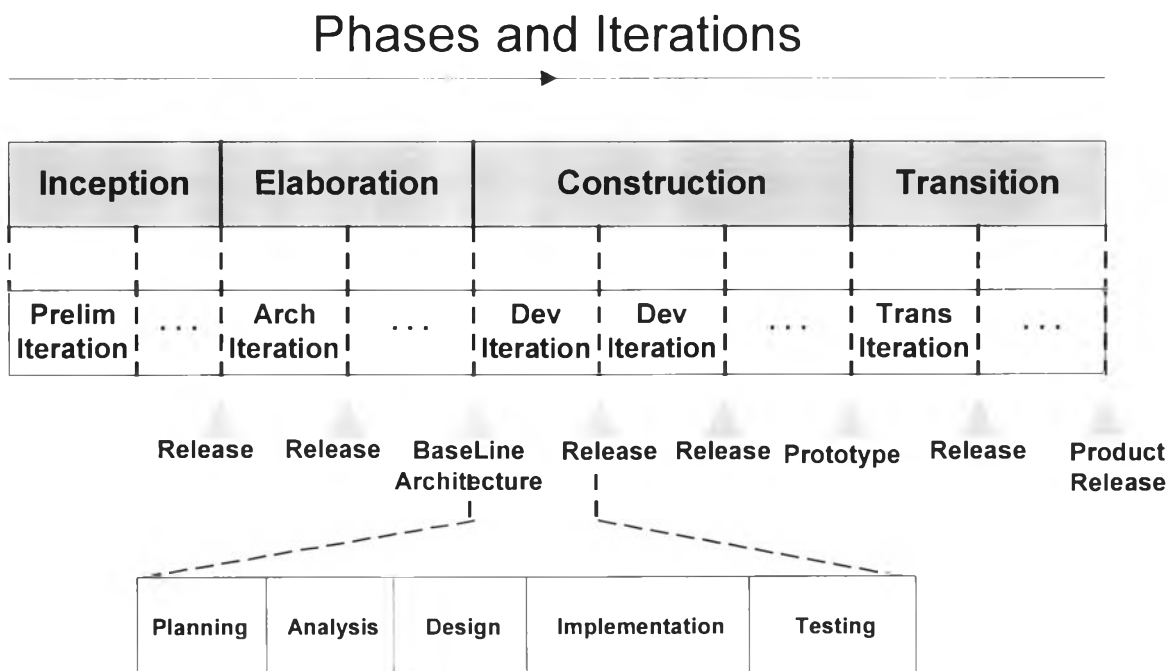 Phases and Iterations
Inception Elaboration Construction Transition
Prelim Arch Dev Dev Trans
Iteration ... Iteration ... Iteration Iteration ... Iteration ...
Release Release BaseLine Release Release Prototype Release Product
Architecture Release
Planning Analysis Design Implementation Testing